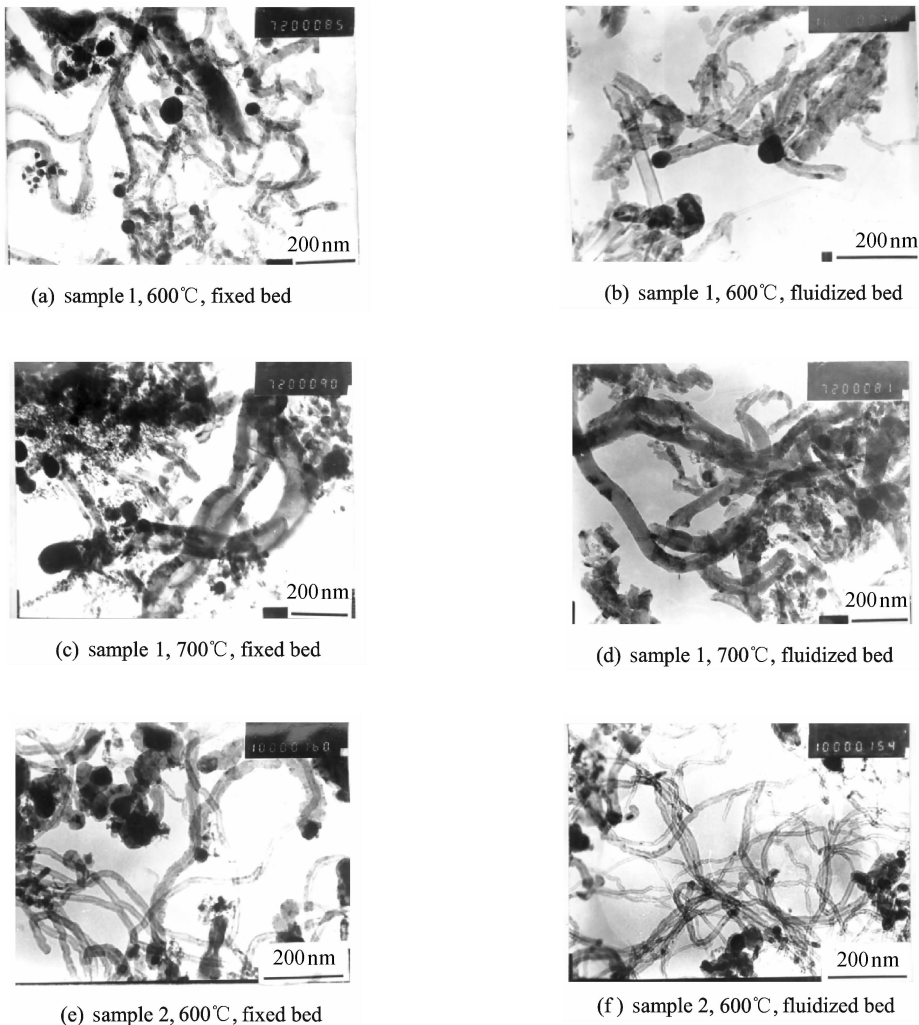 7200085
200 nm
200 nm
(a) sample 1, 600℃, fixed bed
(b) sample 1, 600℃, fluidized bed
7200090
7200081
200 nm
200 nm
(c) sample 1, 700℃, fixed bed
(d) sample 1, 700℃, fluidized bed
10000160
10000154
200 nm
200 nm
(e) sample 2, 600℃, fixed bed
(f) sample 2, 600℃, fluidized bed